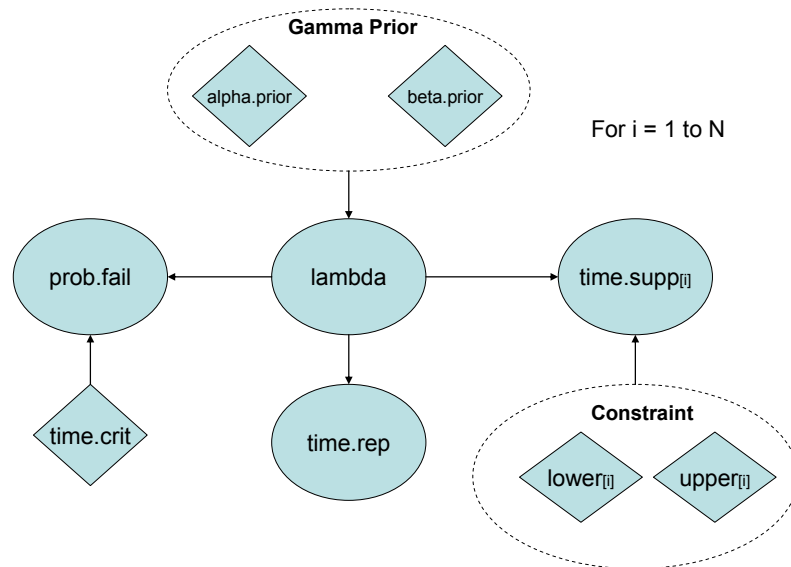 Gamma Prior
alpha.prior
beta.prior
For i = 1 to N
prob.fail
lambda
time.supp[i]
time.crit
time.rep
Constraint
lower[i]
upper[i]